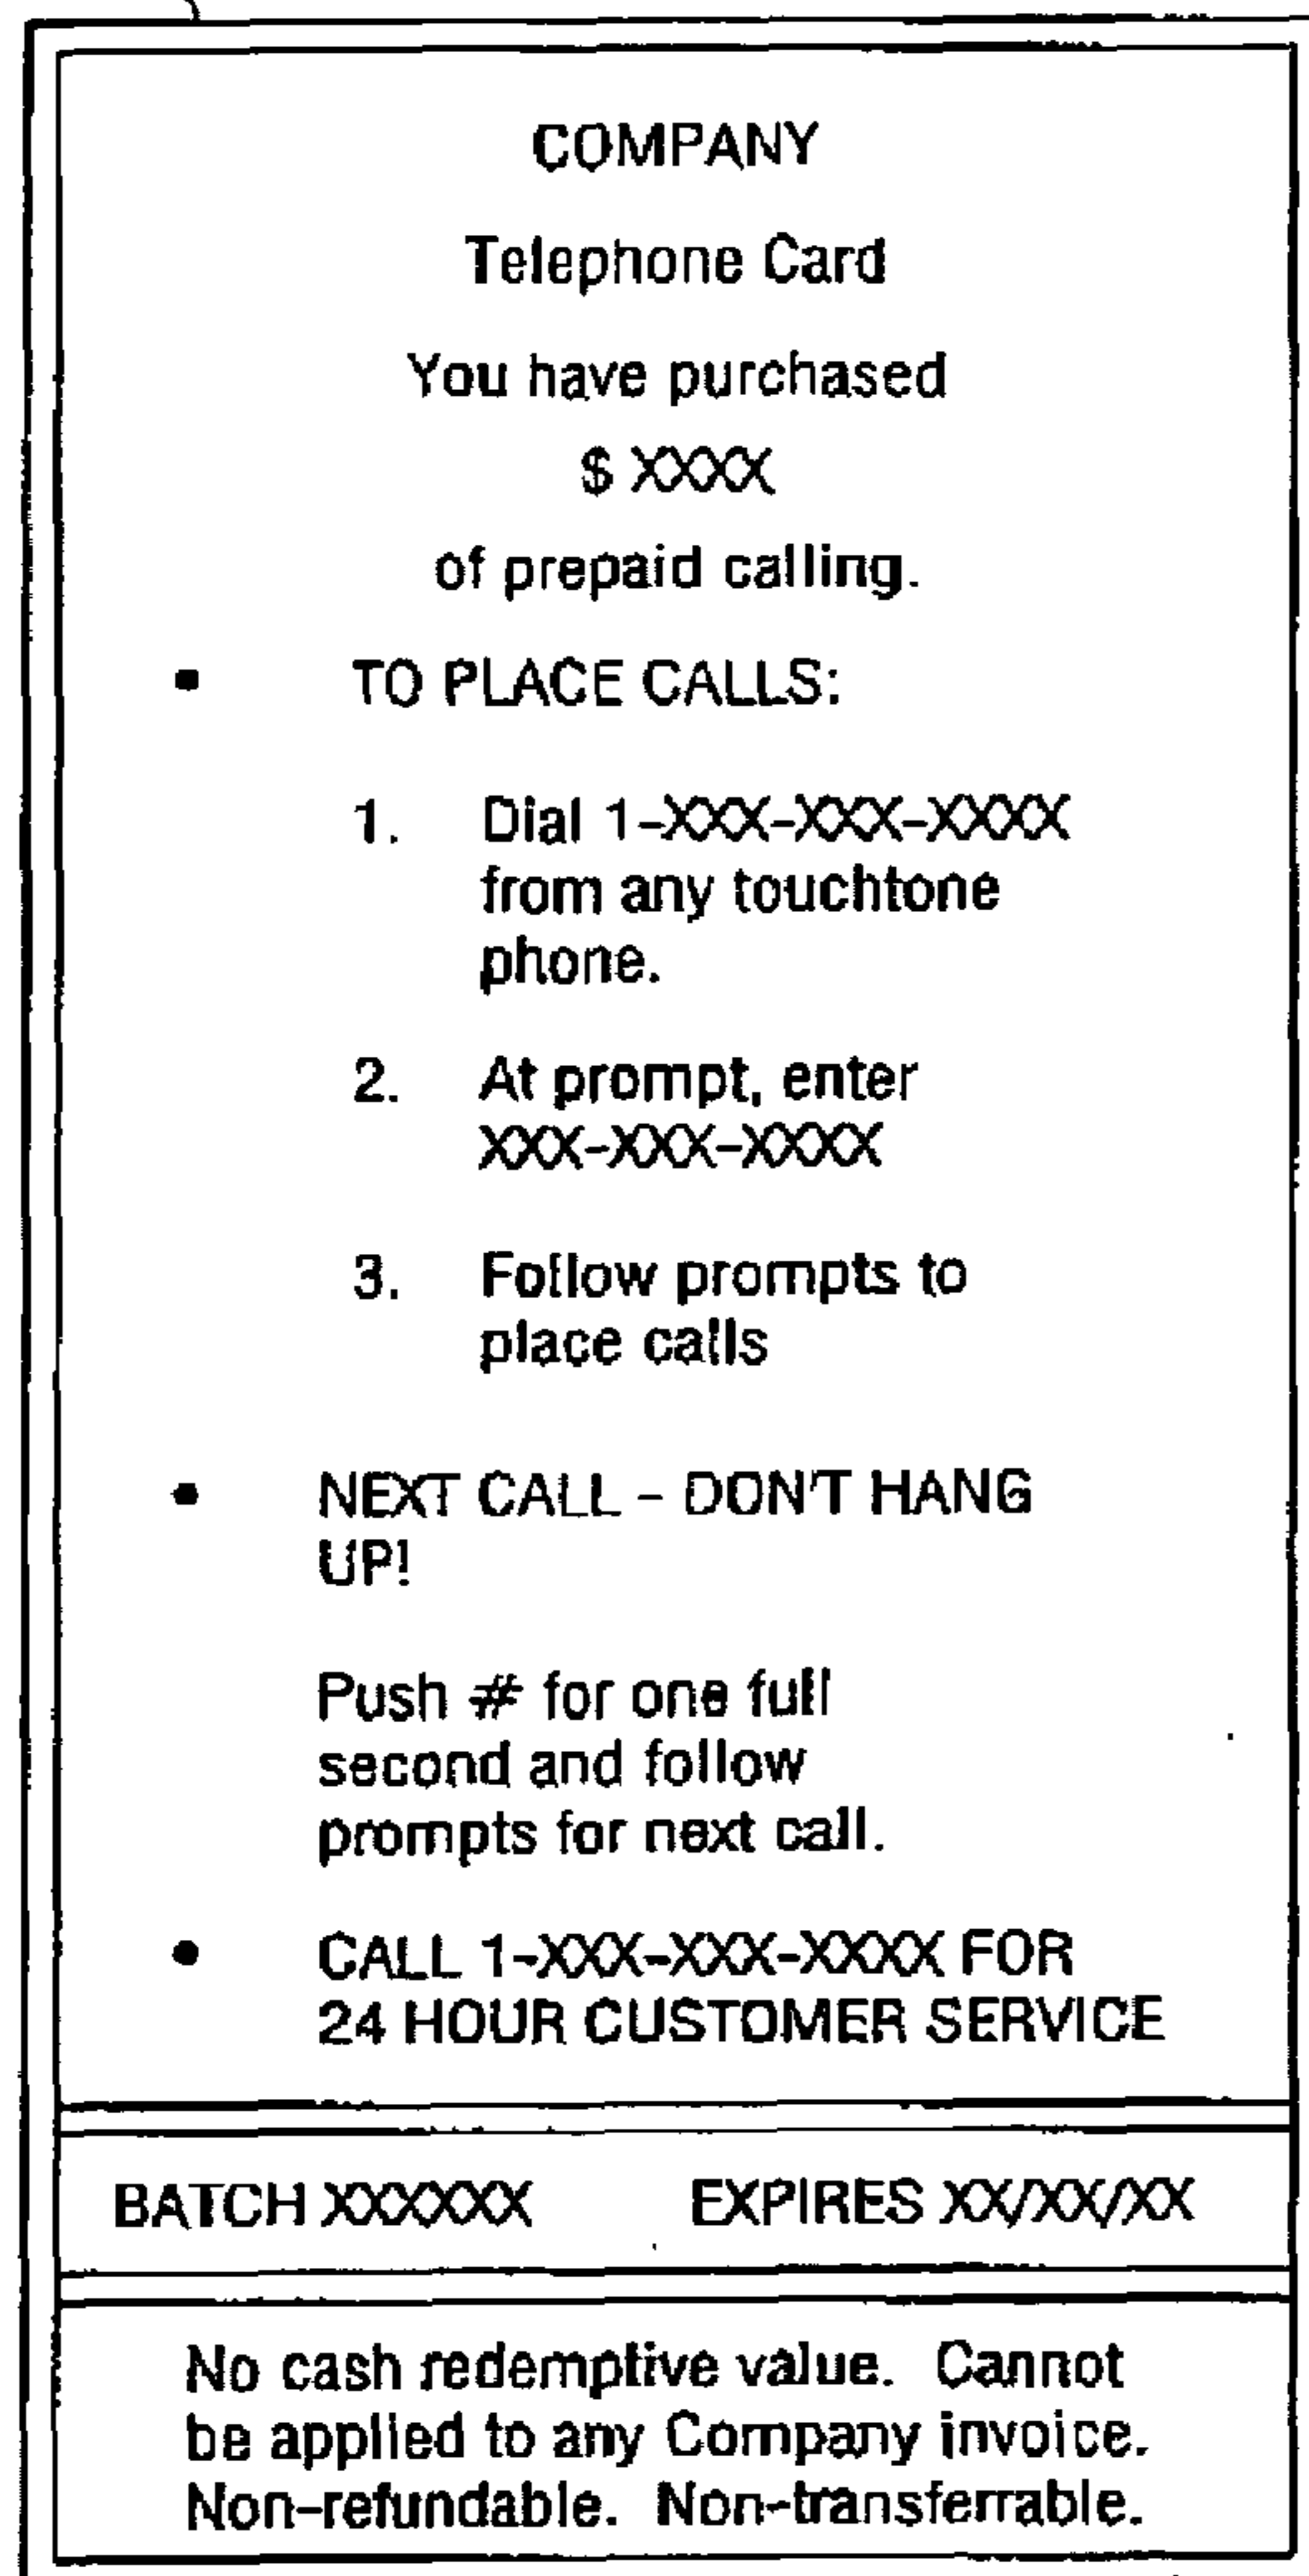 COMPANY
Telephone Card
You have purchased
$ XXXX
of prepaid calling.
• TO PLACE CALLS:
1. Dial 1-XXX-XXX-XXXX
from any touchtone
phone.
2. At prompt, enter
XXX-XXX-XXXX
3. Follow prompts to
place calls
• NEXT CALL - DON'T HANG
UP!
Push # for one full
second and follow
prompts for next call.
• CALL 1-XXX-XXX-XXXX FOR
24 HOUR CUSTOMER SERVICE
BATCH XXXXXX EXPIRES XX/XX/XX
No cash redemptive value. Cannot
be applied to any Company invoice.
Non-refundable. Non-transferrable.